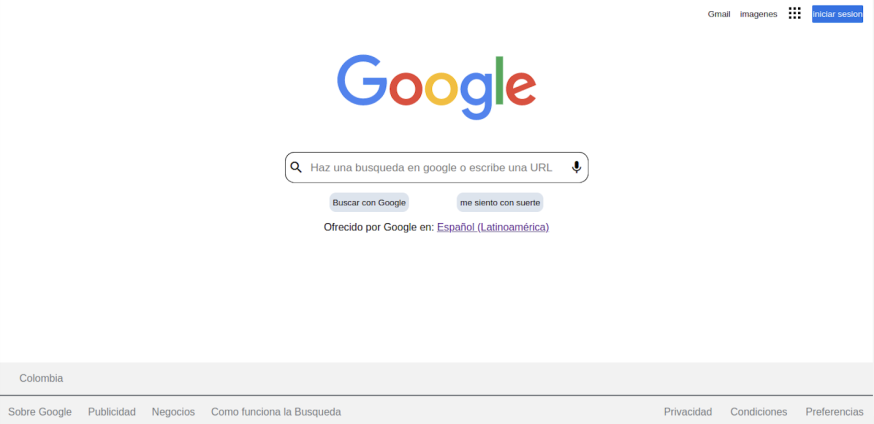 Gmail imagenes Iniciar sesion
Google
Haz una busqueda en google o escribe una URL
Buscar con Google me siento con suerte
Ofrecido por Google en: Español (Latinoamérica)
Colombia
Sobre Google Publicidad Negocios Como funciona la Busqueda Privacidad Condiciones Preferencias